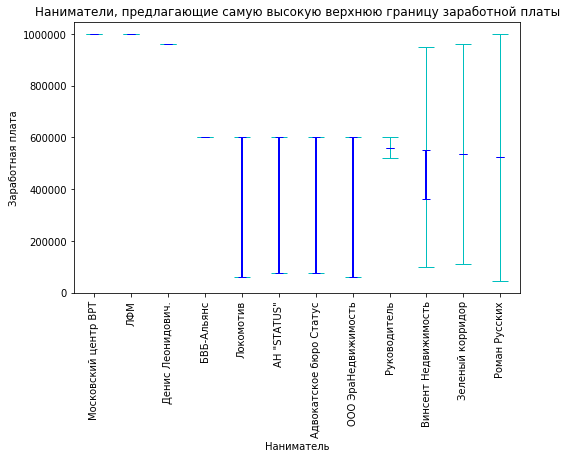 Наниматели, предлагающие самую высокую верхнюю границу заработной платы
1000000
800000
600000
400000
200000
0
Заработная плата
Московский центр ВРТ
ЛФМ
Денис Леонидович.
БВБ-Альянс
Локомотив
АН "STATUS"
Адвокатское бюро Статус
ООО ЭраНедвижимость
Руководитель
Винсент Недвижимость
Зеленый корридор
Роман Русских
Наниматель